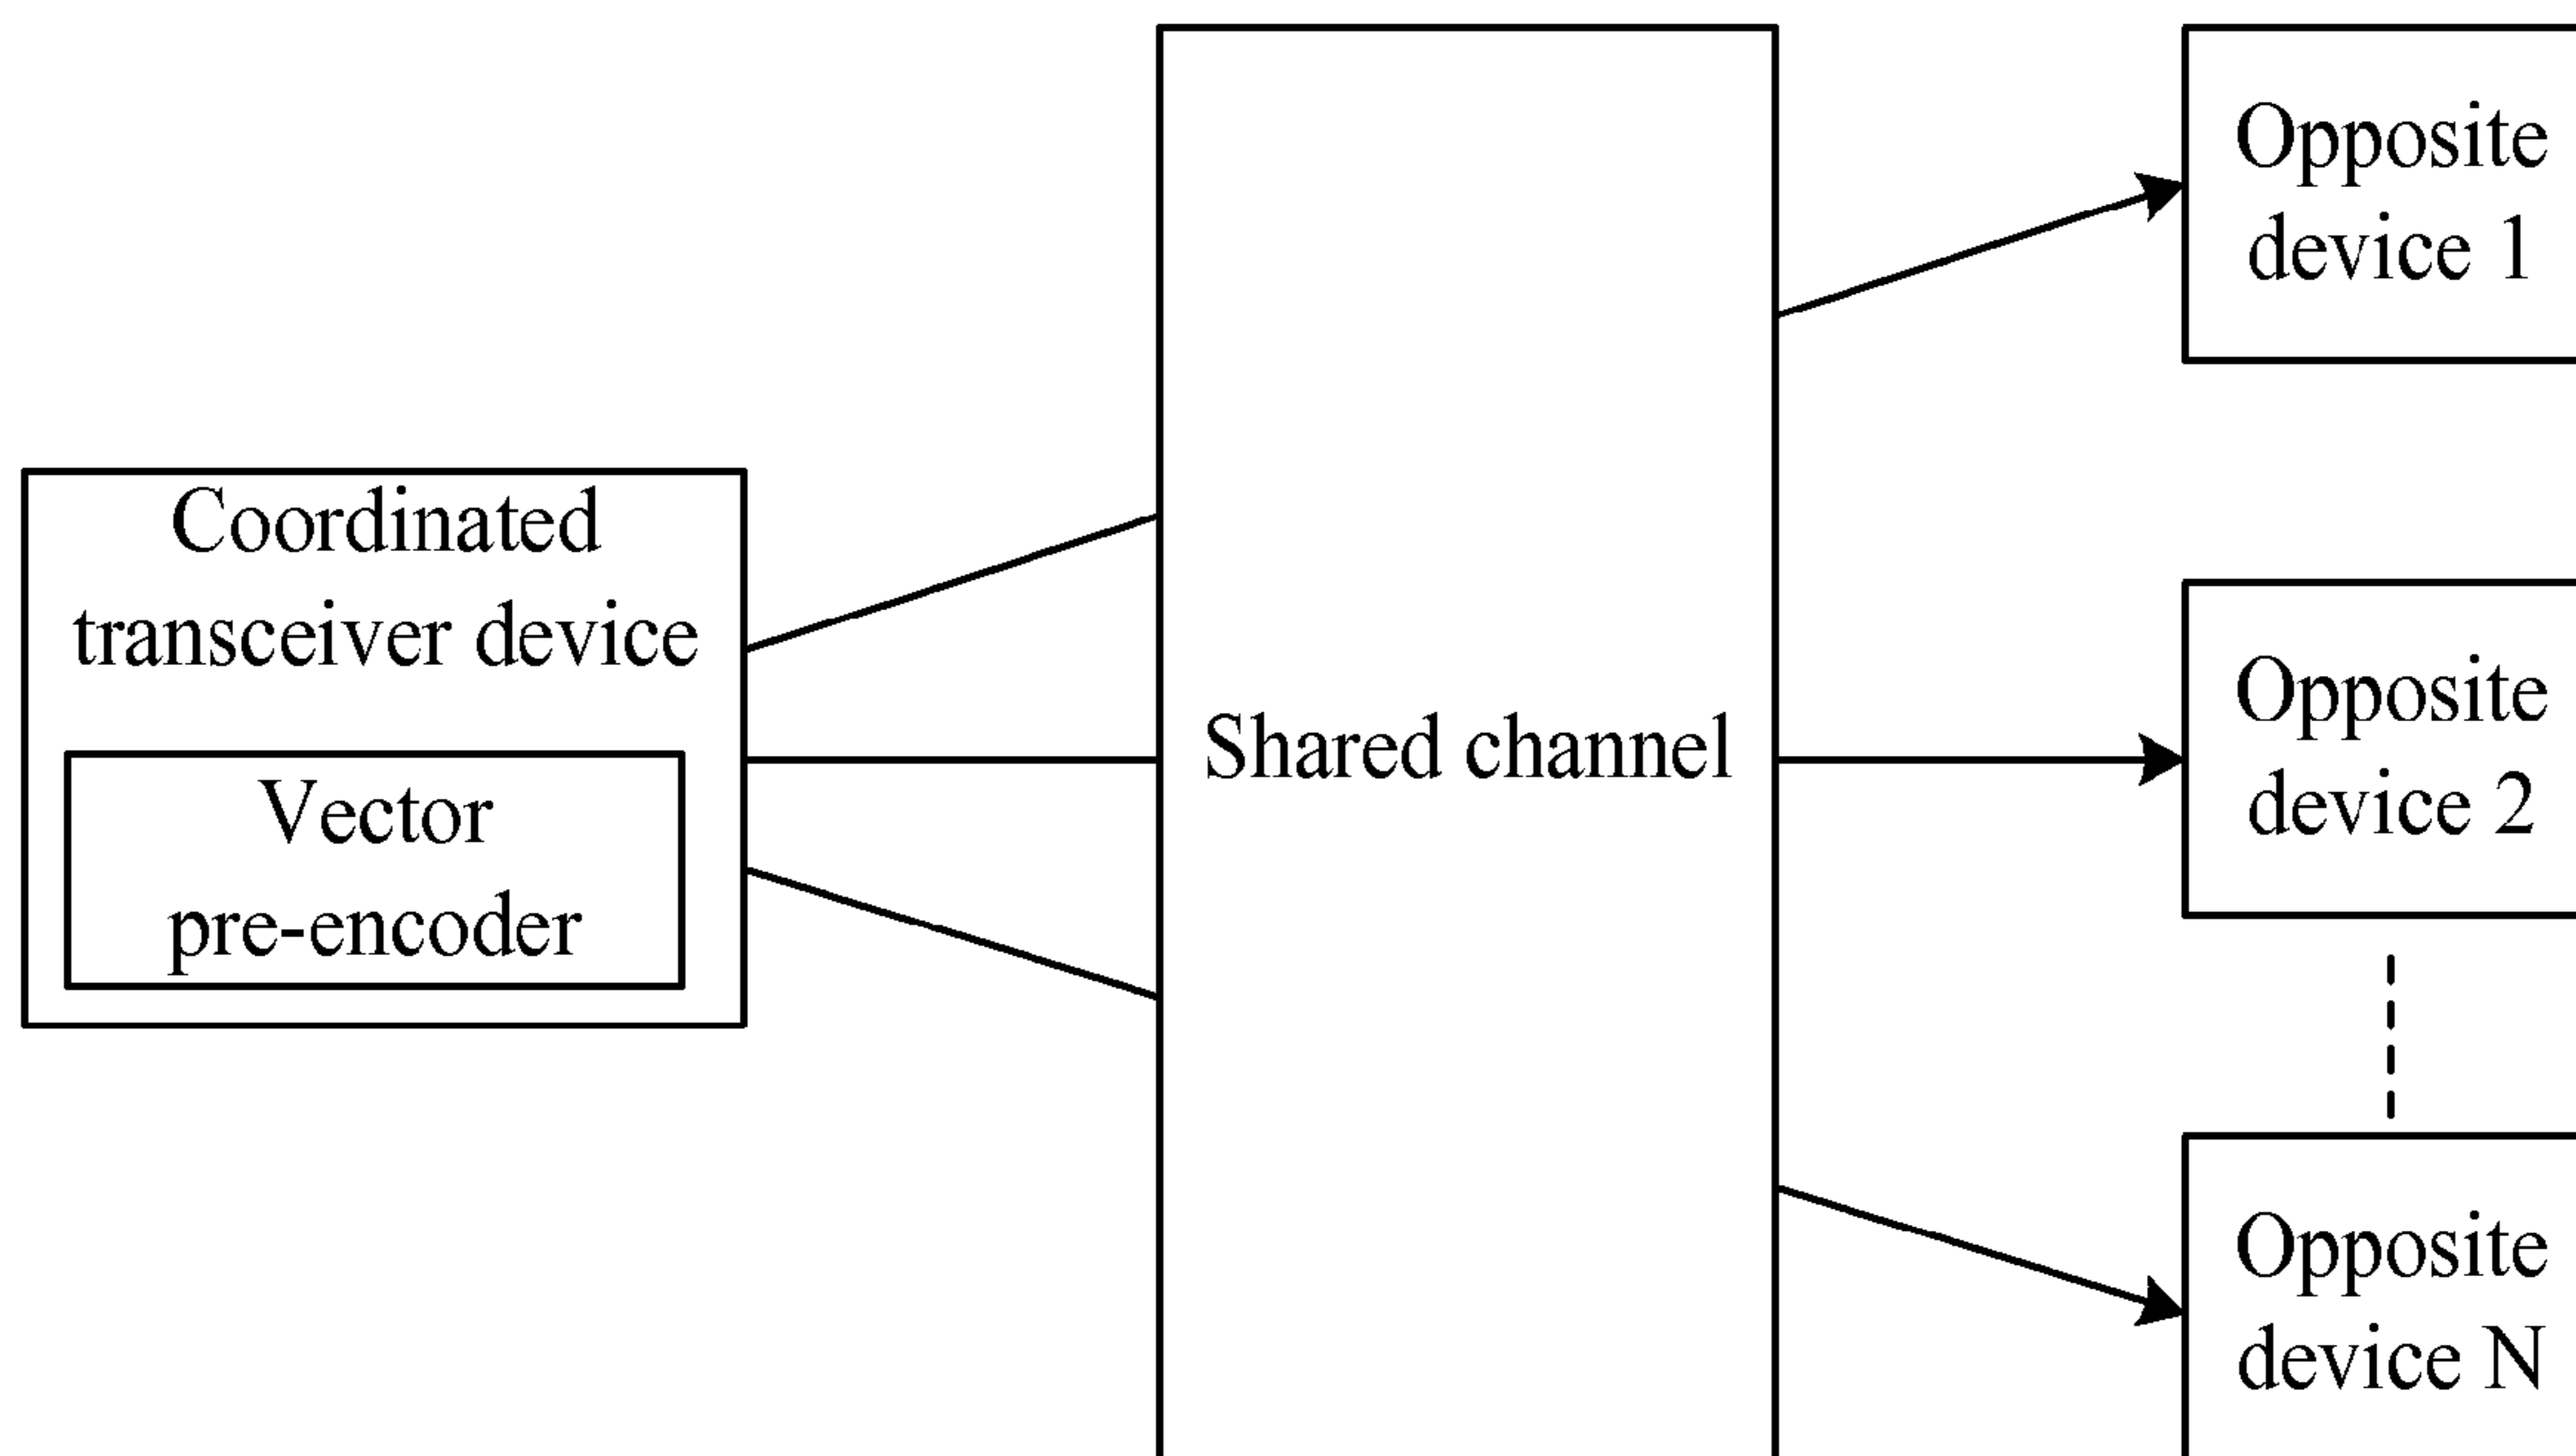 Coordinated
transceiver device
Vector
pre-encoder
Shared channel
Opposite
device 1
Opposite
device 2
Opposite
device N